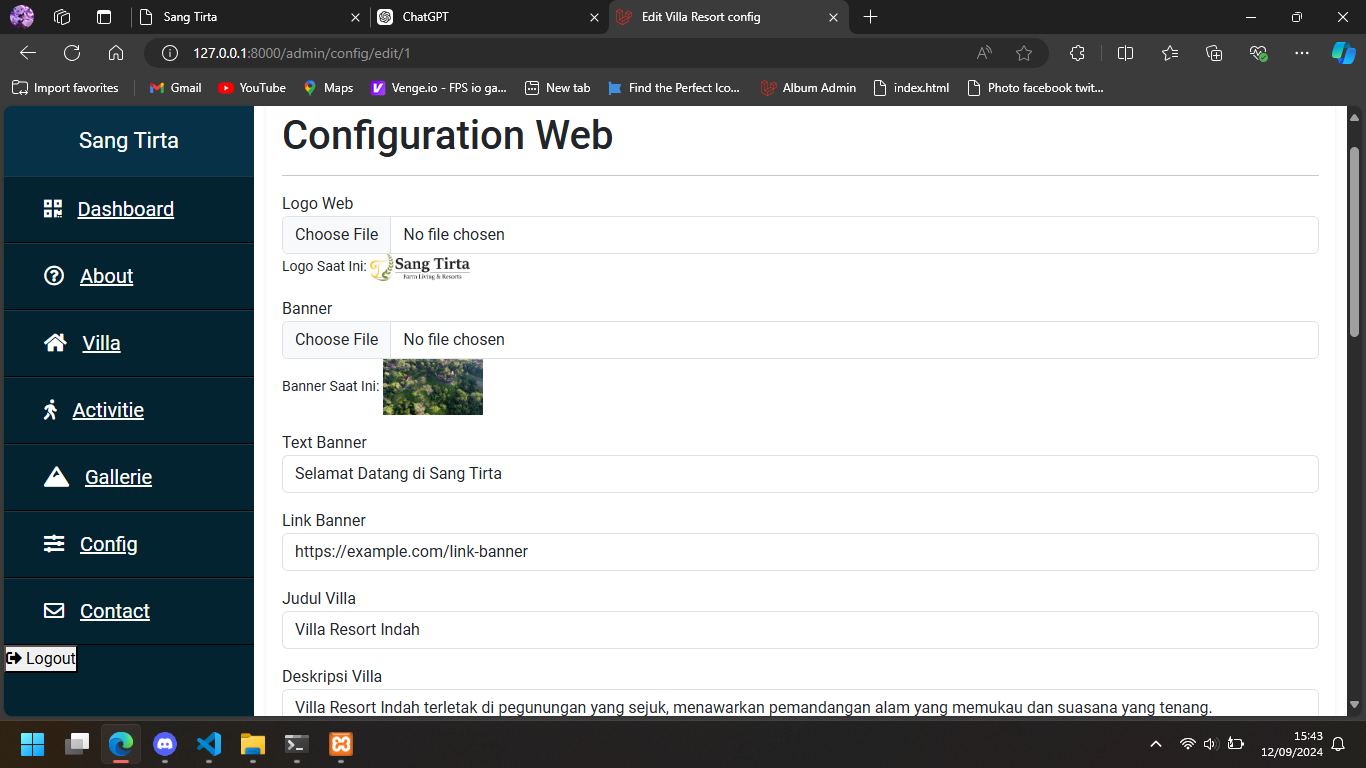 Sang Tirta
ChatGPT
Edit Villa Resort config
127.0.0.1:8000/admin/config/edit/1
Import favorites
Gmail
YouTube
Maps
Venge.io - FPS io ga...
New tab
Find the Perfect Ico...
Album Admin
index.html
Photo facebook twit...
Sang Tirta
Dashboard
About
Villa
Activitie
Gallerie
Config
Contact
Logout
Configuration Web
Logo Web
Choose File No file chosen
Logo Saat Ini: Sang Tirta
Farm Living & Resorts
Banner
Choose File No file chosen
Banner Saat Ini:
Text Banner
Selamat Datang di Sang Tirta
Link Banner
https://example.com/link-banner
Judul Villa
Villa Resort Indah
Deskripsi Villa
Villa Resort Indah terletak di pegunungan yang sejuk, menawarkan pemandangan alam yang memukau dan suasana yang tenang.
15:43
12/09/2024